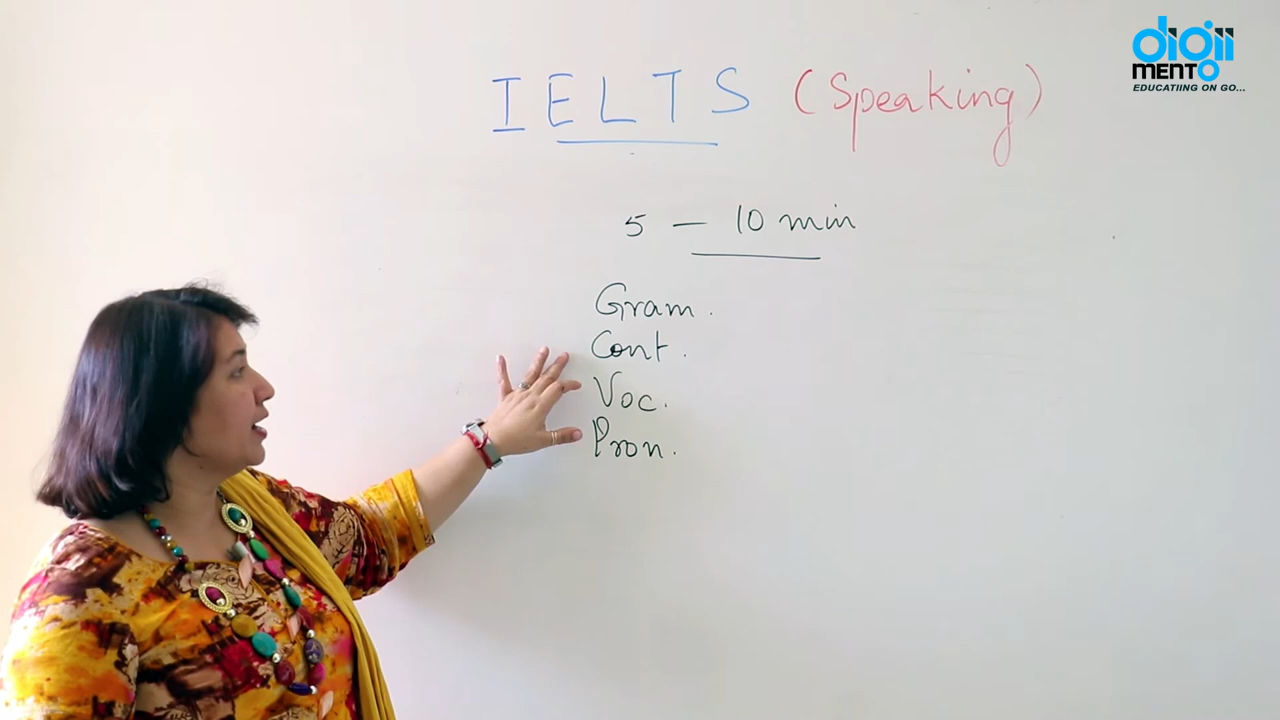 IELTS (Speaking)
digii
MENTO
EDUCATIING ON GO...
5 — 10 min
Gram.
Cont.
Voc.
Pron.